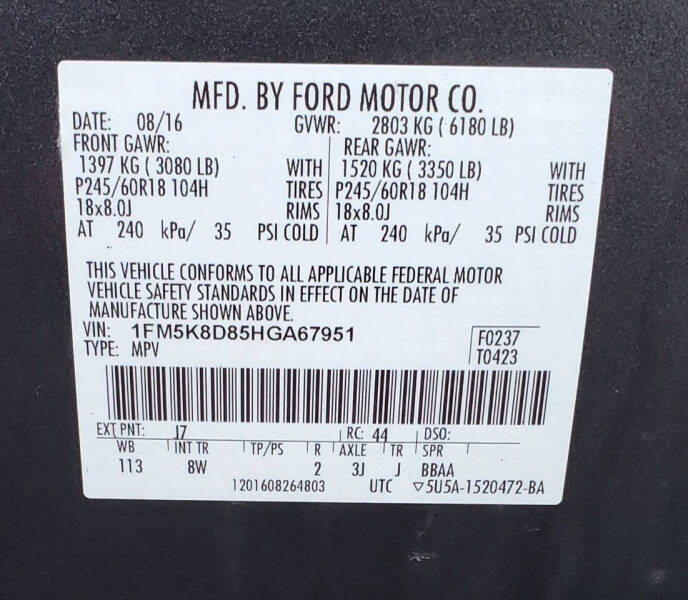 MFD. BY FORD MOTOR CO.
DATE: 08/16 GVWR: 2803 KG ( 6180 LB)
FRONT GAWR: REAR GAWR:
1397 KG ( 3080 LB) WITH 1520 KG ( 3350 LB) WITH
P245/60R18 104H TIRES P245/60R18 104H TIRES
18x8.0J RIMS 18x8.0J RIMS
AT 240 kPa/ 35 PSI COLD AT 240 kPa/ 35 PSI COLD
THIS VEHICLE CONFORMS TO ALL APPLICABLE FEDERAL MOTOR
VEHICLE SAFETY STANDARDS IN EFFECT ON THE DATE OF
MANUFACTURE SHOWN ABOVE.
VIN: 1FM5K8D85HGA67951 F0237
TYPE: MPV T0423
EXT PNT: J7 RC: 44 DSO:
WB INT TR TP/PS R AXLE TR SPR
113 8W 2 3J J BBAA
1201608264803 UTC ▽5U5A-1520472-BA